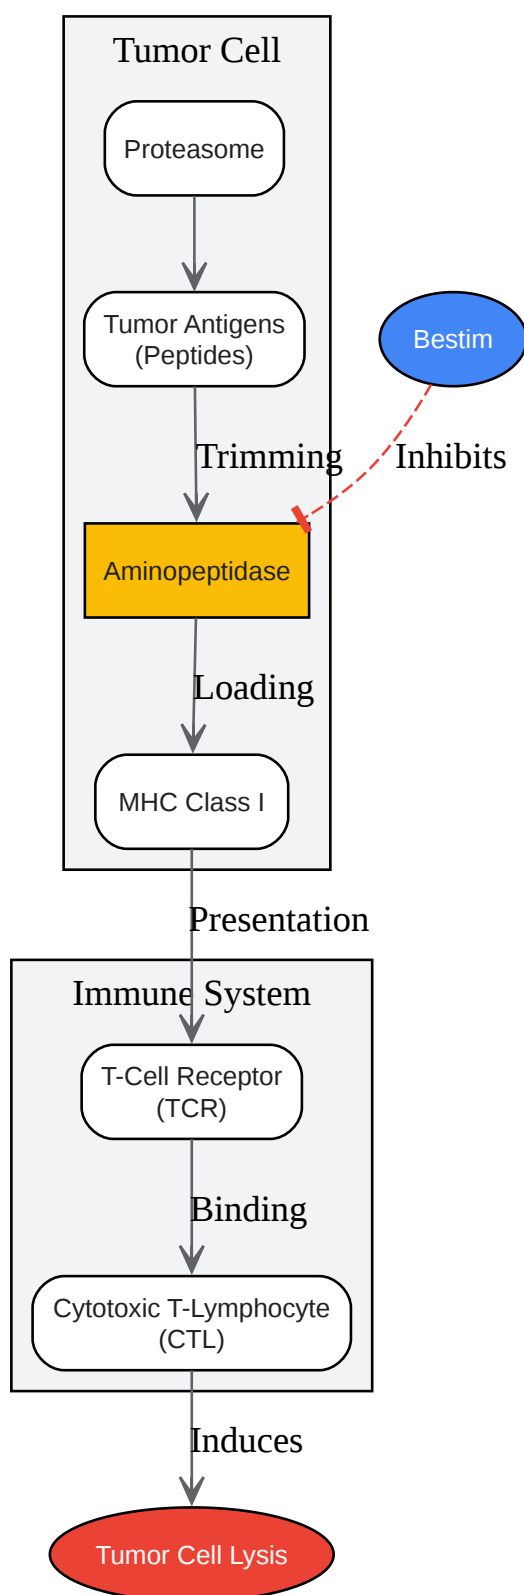 Tumor Cell
Proteasome
Tumor Antigens
(Peptides)
Bestim
Trimming
Inhibits
Aminopeptidase
Loading
MHC Class I
Presentation
Immune System
T-Cell Receptor
(TCR)
Binding
Cytotoxic T-Lymphocyte
(CTL)
Induces
Tumor Cell Lysis